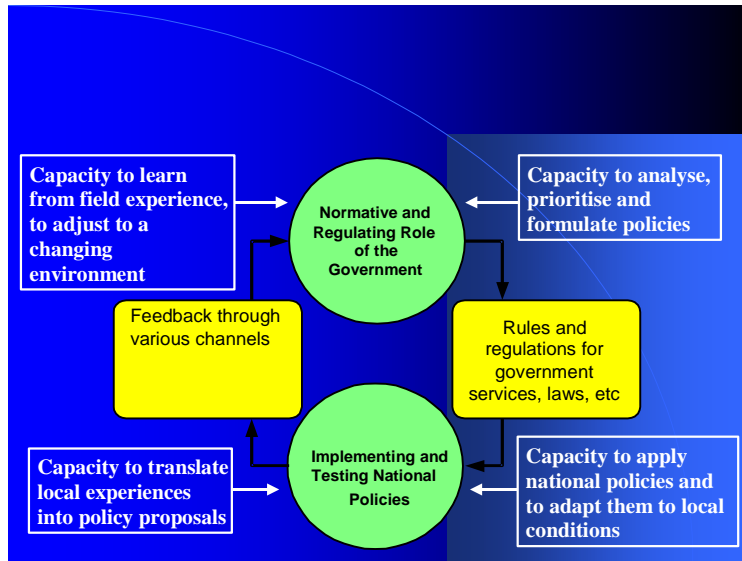 Capacity to learn
from field experience,
to adjust to a
changing
environment
Normative and
Regulating Role
of the
Government
Capacity to analyse,
prioritise and
formulate policies
Feedback through
various channels
Rules and
regulations for
government
services, laws, etc
Capacity to translate
local experiences
into policy proposals
Implementing and
Testing National
Policies
Capacity to apply
national policies and
to adapt them to local
conditions